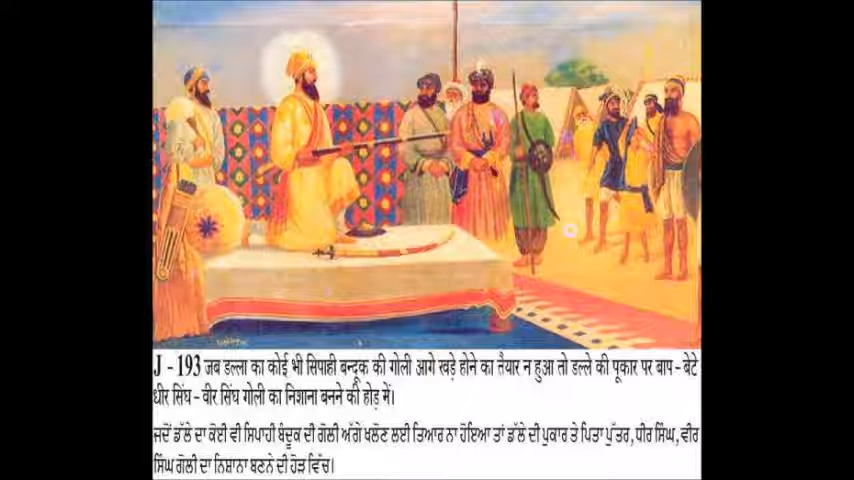 J - 193 जब डल्ला का कोई भी सिपाही बन्दूक की गोली आगे खड़े होने का तैयार न हुआ तो डल्ले की पूकार पर बाप - बेटे
धीर सिंघ - वीर सिंघ गोली का निशाना बनने की होड़ में।
ਜਦੋਂ ਡੱਲੇ ਦਾ ਕੋਈ ਵੀ ਸਿਪਾਹੀ ਬੰਦੂਕ ਦੀ ਗੋਲੀ ਅੱਗੇ ਖਲੋਣ ਲਈ ਤਿਆਰ ਨਾ ਹੋਇਆ ਤਾਂ ਡੱਲੇ ਦੀ ਪੁਕਾਰ ਤੇ ਪਿਤਾ ਪੁੱਤਰ, ਧੀਰ ਸਿੰਘ, ਵੀਰ
ਸਿੰਘ ਗੋਲੀ ਦਾ ਨਿਸ਼ਾਨਾ ਬਣਨੇ ਦੀ ਹੋੜ ਵਿੱਚ।